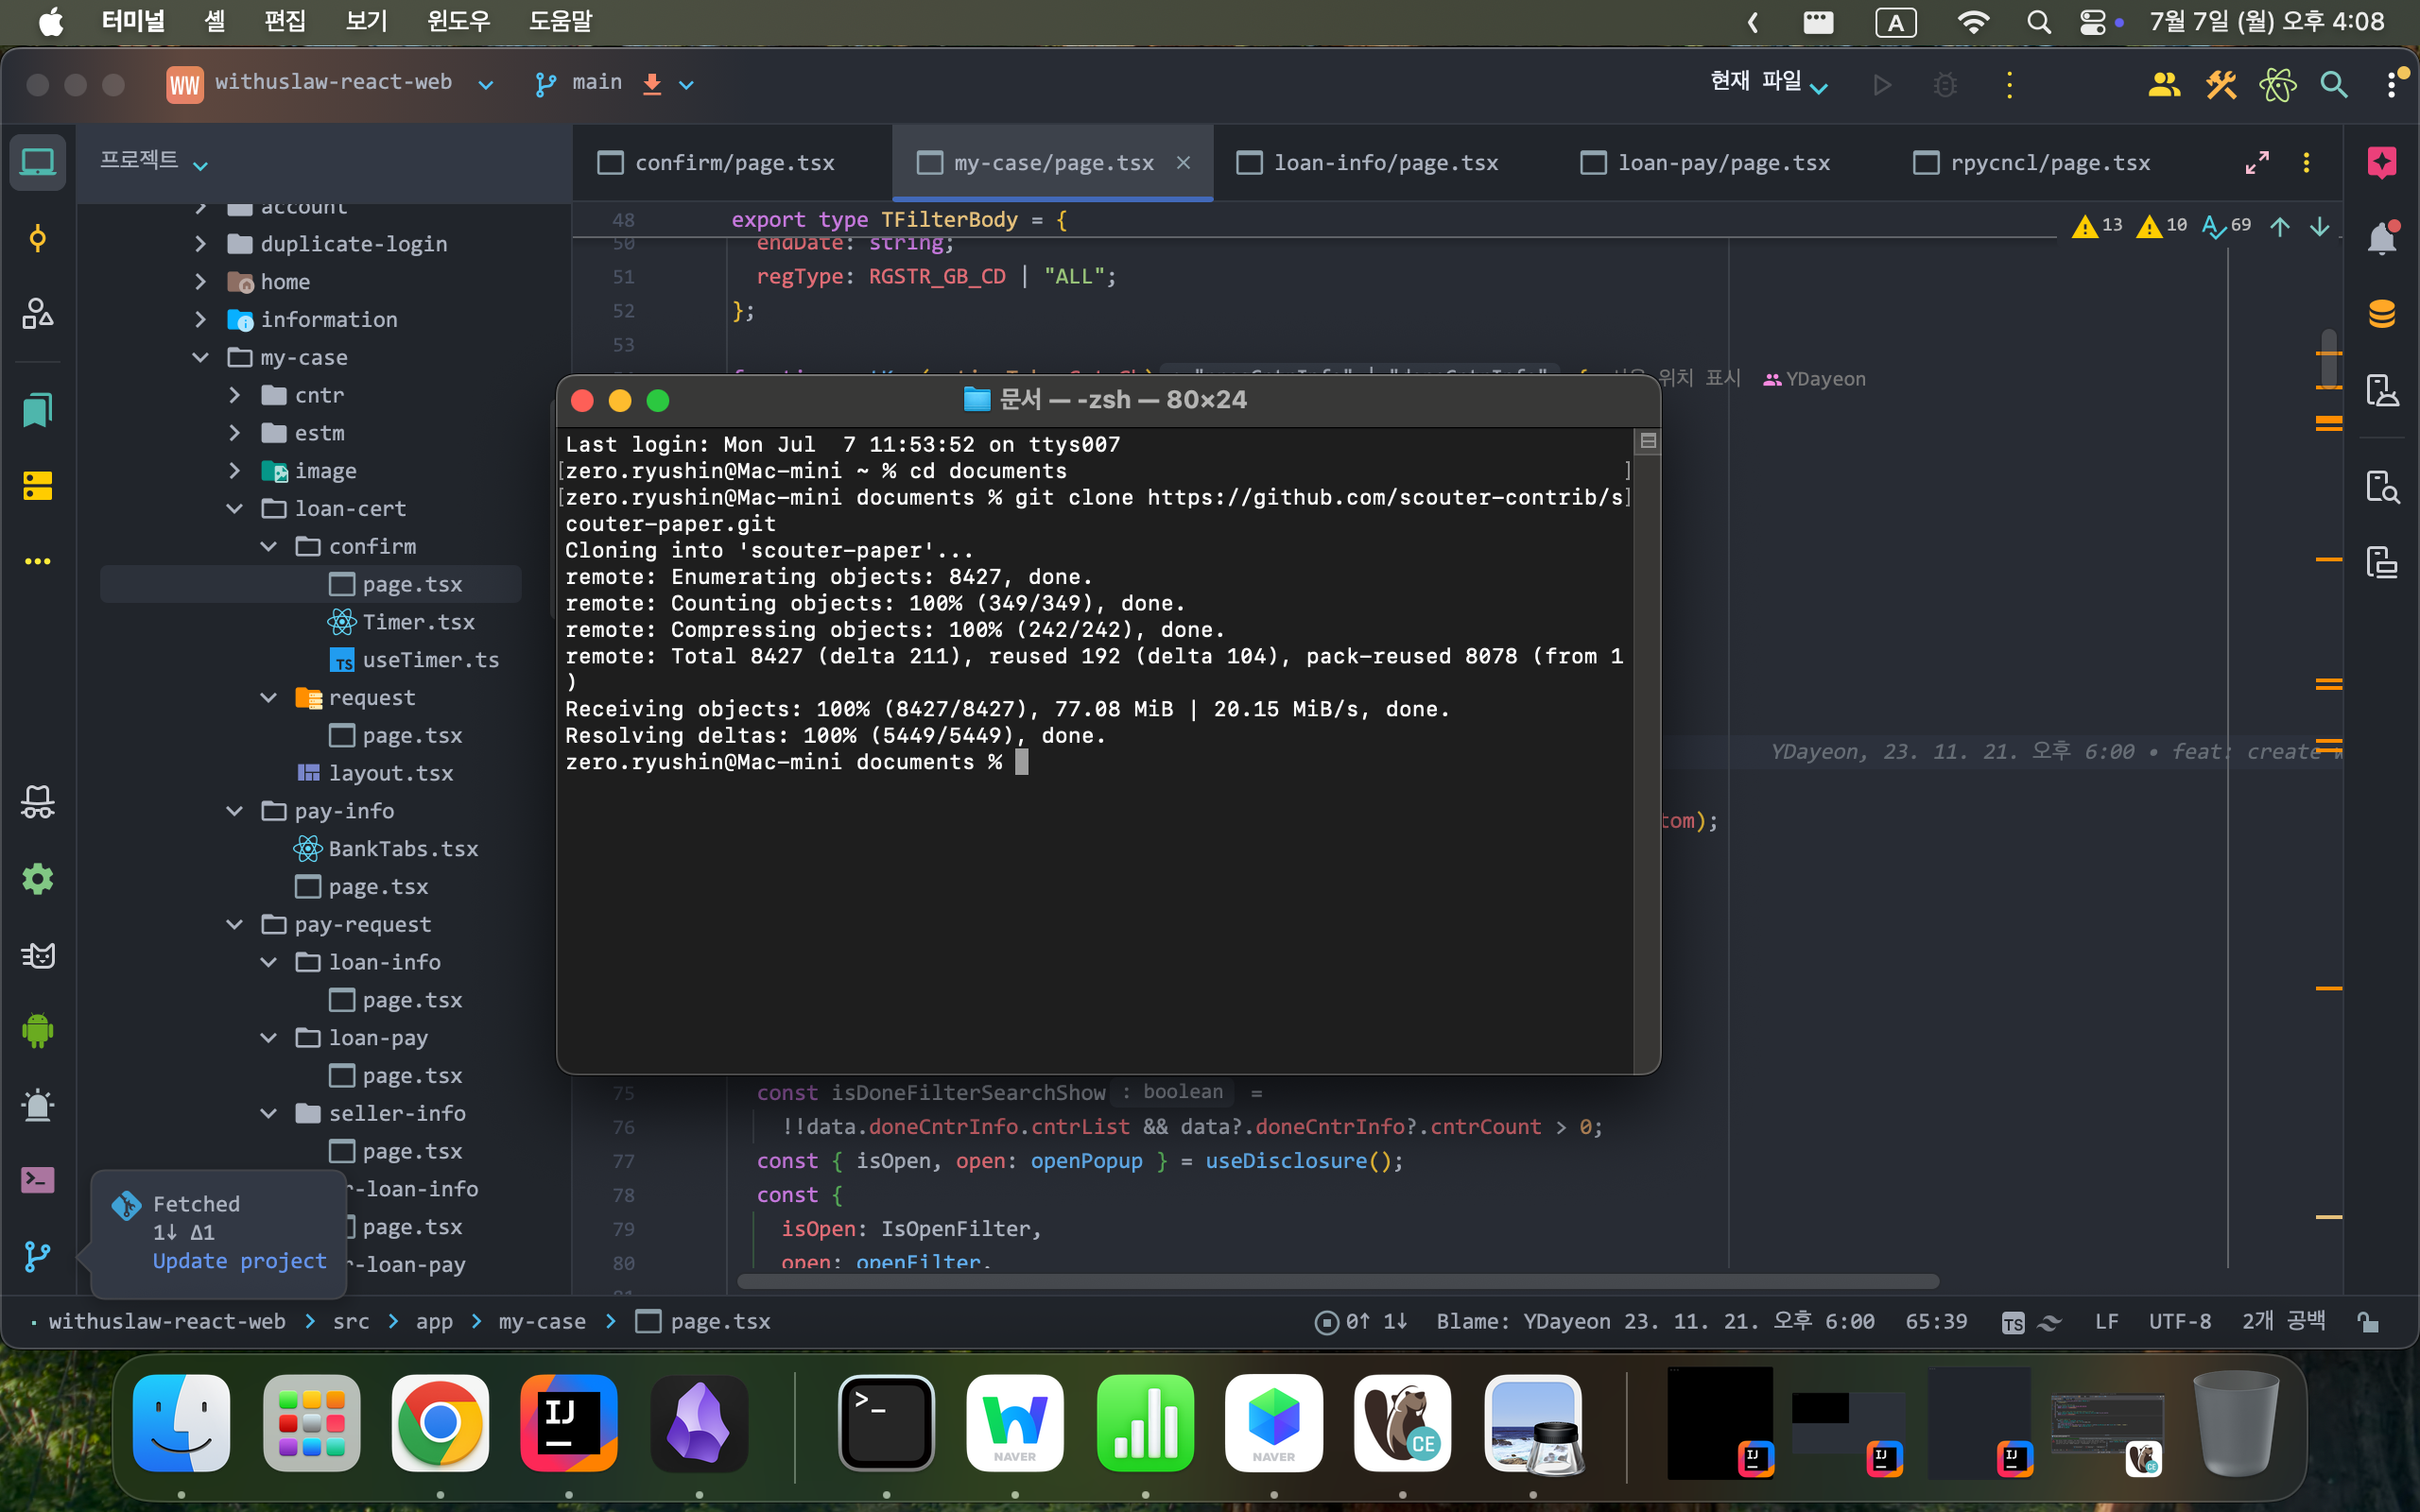 터미널 셸 편집 보기 윈도우 도움말
A 7월 7일 (월) 오후 4:08
WW withuslaw-react-web main 현재 파일
프로젝트
confirm/page.tsx my-case/page.tsx loan-info/page.tsx loan-pay/page.tsx rpycncl/page.tsx
account
duplicate-login
home
information
my-case
cntr
estm
image
loan-cert
confirm
page.tsx
Timer.tsx
TS useTimer.ts
request
page.tsx
layout.tsx
pay-info
BankTabs.tsx
page.tsx
pay-request
loan-info
page.tsx
loan-pay
page.tsx
seller-info
page.tsx
r-loan-info
page.tsx
r-loan-pay
Fetched
1↓ Δ1
Update project
48 export type TFilterBody = {
13 10 69
50 endDate: string;
51 regType: RGSTR_GB_CD | "ALL";
52 };
53
위치 표시 YDayeon
문서 — -zsh — 80×24
Last login: Mon Jul  7 11:53:52 on ttys007
[zero.ryushin@Mac-mini ~ % cd documents ]
[zero.ryushin@Mac-mini documents % git clone https://github.com/scouter-contrib/s]
couter-paper.git
Cloning into 'scouter-paper'...
remote: Enumerating objects: 8427, done.
remote: Counting objects: 100% (349/349), done.
remote: Compressing objects: 100% (242/242), done.
remote: Total 8427 (delta 211), reused 192 (delta 104), pack-reused 8078 (from 1
)
Receiving objects: 100% (8427/8427), 77.08 MiB | 20.15 MiB/s, done.
Resolving deltas: 100% (5449/5449), done.
zero.ryushin@Mac-mini documents %
YDayeon, 23. 11. 21. 오후 6:00 • feat: create
tom);
75 const isDoneFilterSearchShow : boolean =
76 !!data.doneCntrInfo.cntrList && data?.doneCntrInfo?.cntrCount > 0;
77 const { isOpen, open: openPopup } = useDisclosure();
78 const {
79 isOpen: IsOpenFilter,
80 open: openFilter,
withuslaw-react-web > src > app > my-case > page.tsx
0↑ 1↓ Blame: YDayeon 23. 11. 21. 오후 6:00 65:39 TS LF UTF-8 2개 공백
IJ >_ NAVER NAVER CE IJ IJ IJ